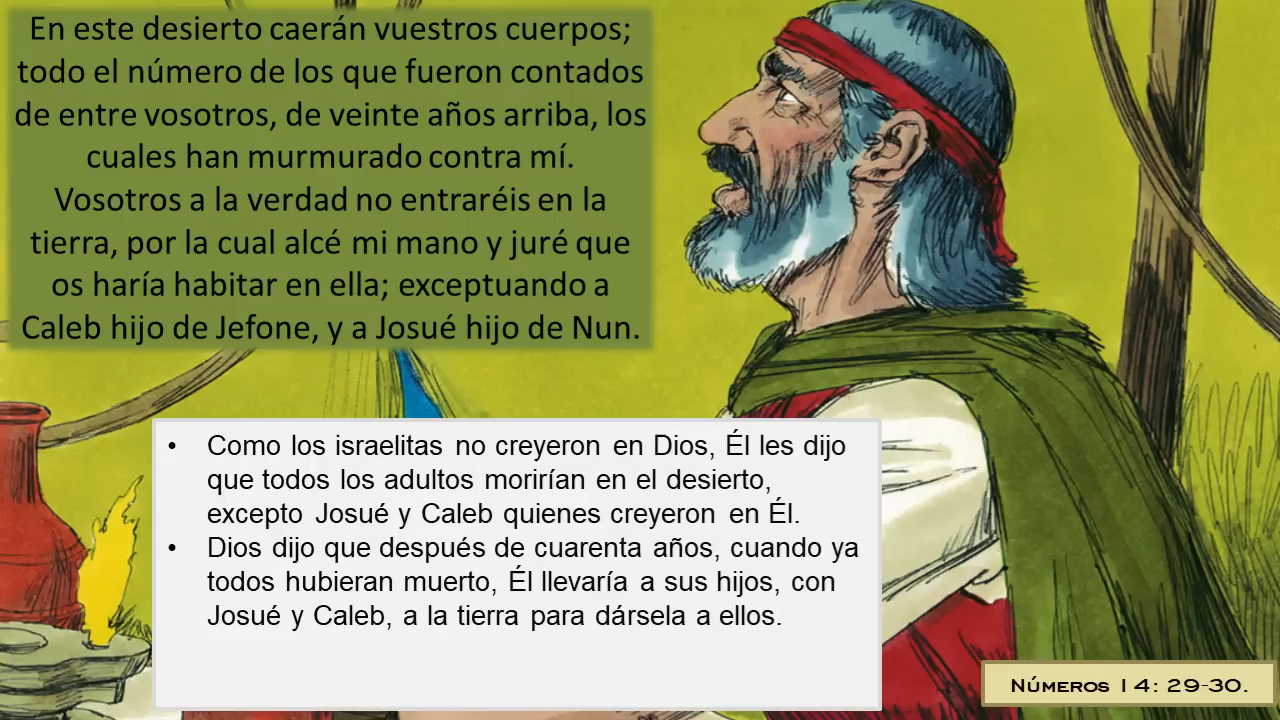 En este desierto caerán vuestros cuerpos;
todo el número de los que fueron contados
de entre vosotros, de veinte años arriba, los
cuales han murmurado contra mí.
Vosotros a la verdad no entraréis en la
tierra, por la cual alcé mi mano y juré que
os haría habitar en ella; exceptuando a
Caleb hijo de Jefone, y a Josué hijo de Nun.
• Como los israelitas no creyeron en Dios, Él les dijo
que todos los adultos morirían en el desierto,
excepto Josué y Caleb quienes creyeron en Él.
• Dios dijo que después de cuarenta años, cuando ya
todos hubieran muerto, Él llevaría a sus hijos, con
Josué y Caleb, a la tierra para dársela a ellos.
Números 14: 29-30.